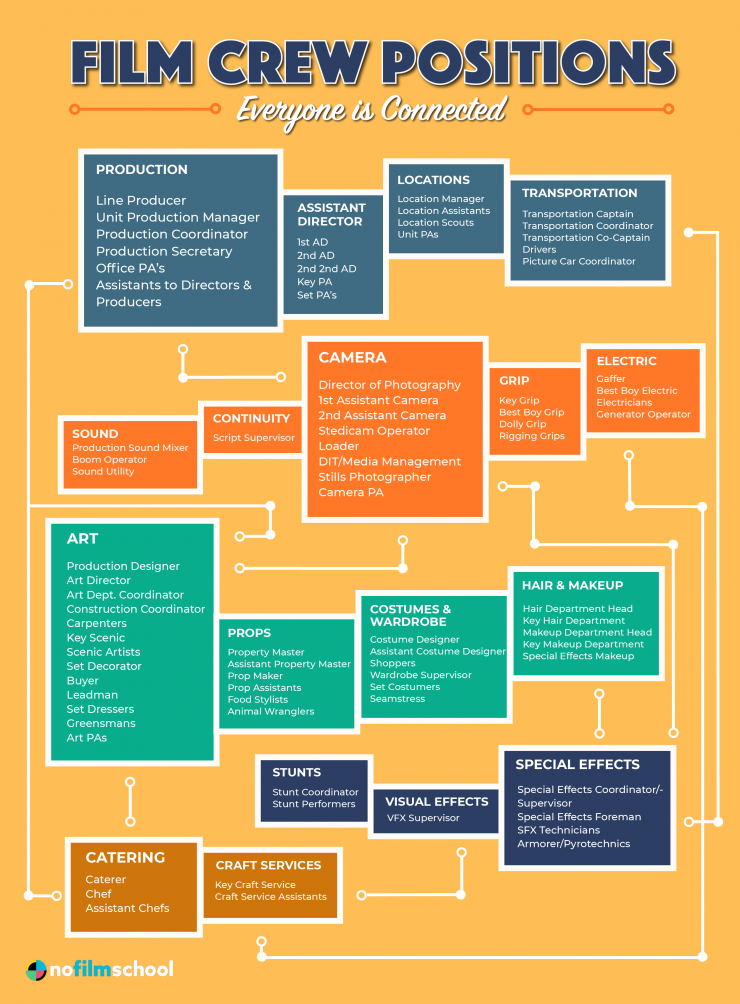 FILM CREW POSITIONS
Everyone is Connected
PRODUCTION
Line Producer
Unit Production Manager
Production Coordinator
Production Secretary
Office PA's
Assistants to Directors &
Producers
ASSISTANT
DIRECTOR
1st AD
2nd AD
2nd 2nd AD
Key PA
Set PA's
LOCATIONS
Location Manager
Location Assistants
Location Scouts
Unit PAs
TRANSPORTATION
Transportation Captain
Transportation Coordinator
Transportation Co-Captain
Drivers
Picture Car Coordinator
SOUND
Production Sound Mixer
Boom Operator
Sound Utility
CONTINUITY
Script Supervisor
CAMERA
Director of Photography
1st Assistant Camera
2nd Assistant Camera
Stedicam Operator
Loader
DIT/Media Management
Stills Photographer
Camera PA
GRIP
Key Grip
Best Boy Grip
Dolly Grip
Rigging Grips
ELECTRIC
Gaffer
Best Boy Electric
Electricians
Generator Operator
ART
Production Designer
Art Director
Art Dept. Coordinator
Construction Coordinator
Carpenters
Key Scenic
Scenic Artists
Set Decorator
Buyer
Leadman
Set Dressers
Greensmans
Art PAs
PROPS
Property Master
Assistant Property Master
Prop Maker
Prop Assistants
Food Stylists
Animal Wranglers
COSTUMES &
WARDROBE
Costume Designer
Assistant Costume Designer
Shoppers
Wardrobe Supervisor
Set Costumers
Seamstress
HAIR & MAKEUP
Hair Department Head
Key Hair Department
Makeup Department Head
Key Makeup Department
Special Effects Makeup
STUNTS
Stunt Coordinator
Stunt Performers
VISUAL EFFECTS
VFX Supervisor
SPECIAL EFFECTS
Special Effects Coordinator/-
Supervisor
Special Effects Foreman
SFX Technicians
Armorer/Pyrotechnics
CATERING
Caterer
Chef
Assistant Chefs
CRAFT SERVICES
Key Craft Service
Craft Service Assistants
nofilmschool